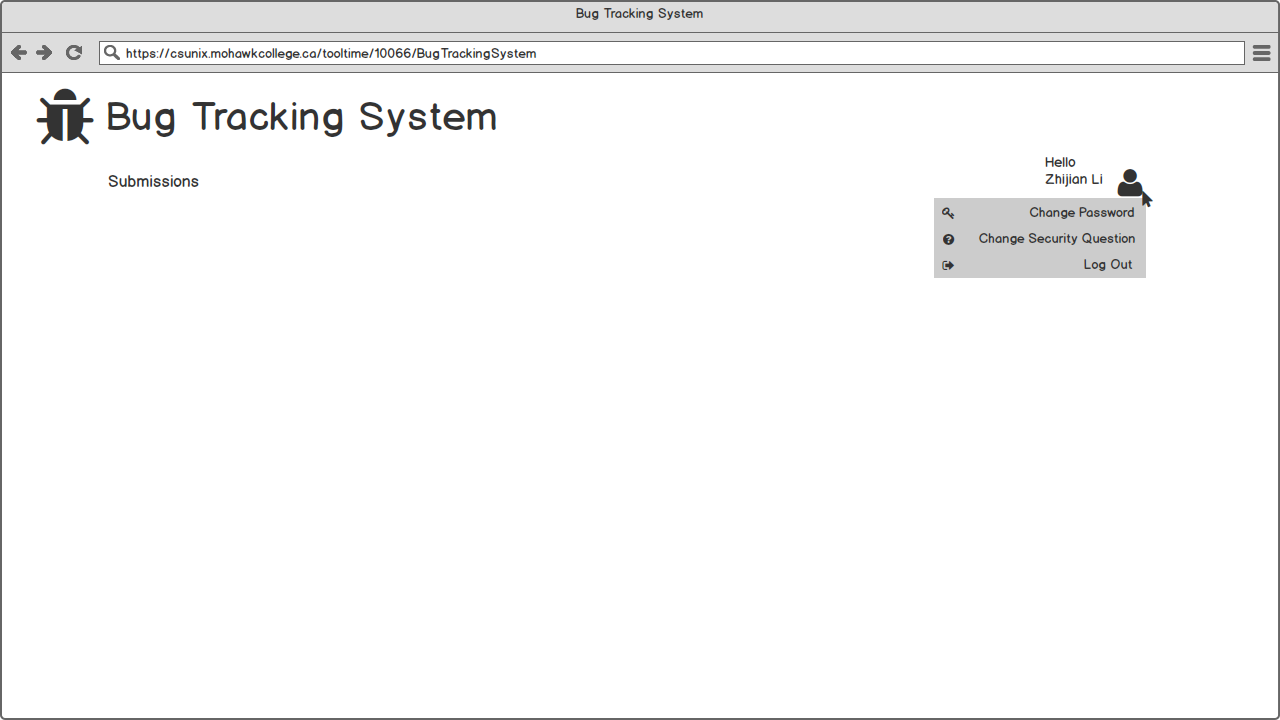 Bug Tracking System
https://csunix.mohawkcollege.ca/tooltime/10066/BugTrackingSystem
Bug Tracking System
Hello
Zhijian Li
Submissions
Change Password
Change Security Question
Log Out